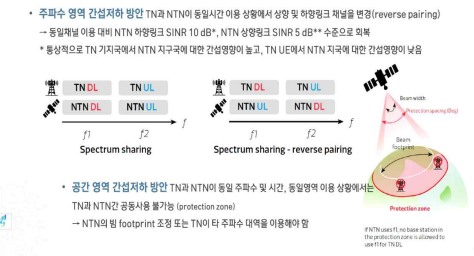 • 주파수 영역 간섭저하 방안 TN과 NTN이 동일시간 이용 상황에서 상향 및 하향링크 채널을 변경(reverse pairing)
→ 동일채널 이용 대비 NTN 하향링크 SINR 10 dB*, NTN 상향링크 SINR 5 dB** 수준으로 회복
* 통상적으로 TN 기지국에서 NTN 지구국에 대한 간섭영향이 높고, TN UE에서 NTN 지국에 대한 간섭영향이 낮음
TN DL TN UL
NTN DL NTN UL
f1 f2 f
Spectrum sharing
TN DL TN UL
NTN UL NTN DL
f1 f2 f
Spectrum sharing - reverse pairing
Beam width
Protection spacing (Deg)
Beam
footprint
Protection zone
If NTN uses f1, no base station in
the protection zone is allowed to
use f1 for TN DL
• 공간 영역 간섭저하 방안 TN과 NTN이 동일 주파수 및 시간, 동일영역 이용 상황에서는
TN과 NTN간 공동사용 불가능 (protection zone)
→ NTN의 빔 footprint 조정 또는 TN이 타 주파수 대역을 이용해야 함